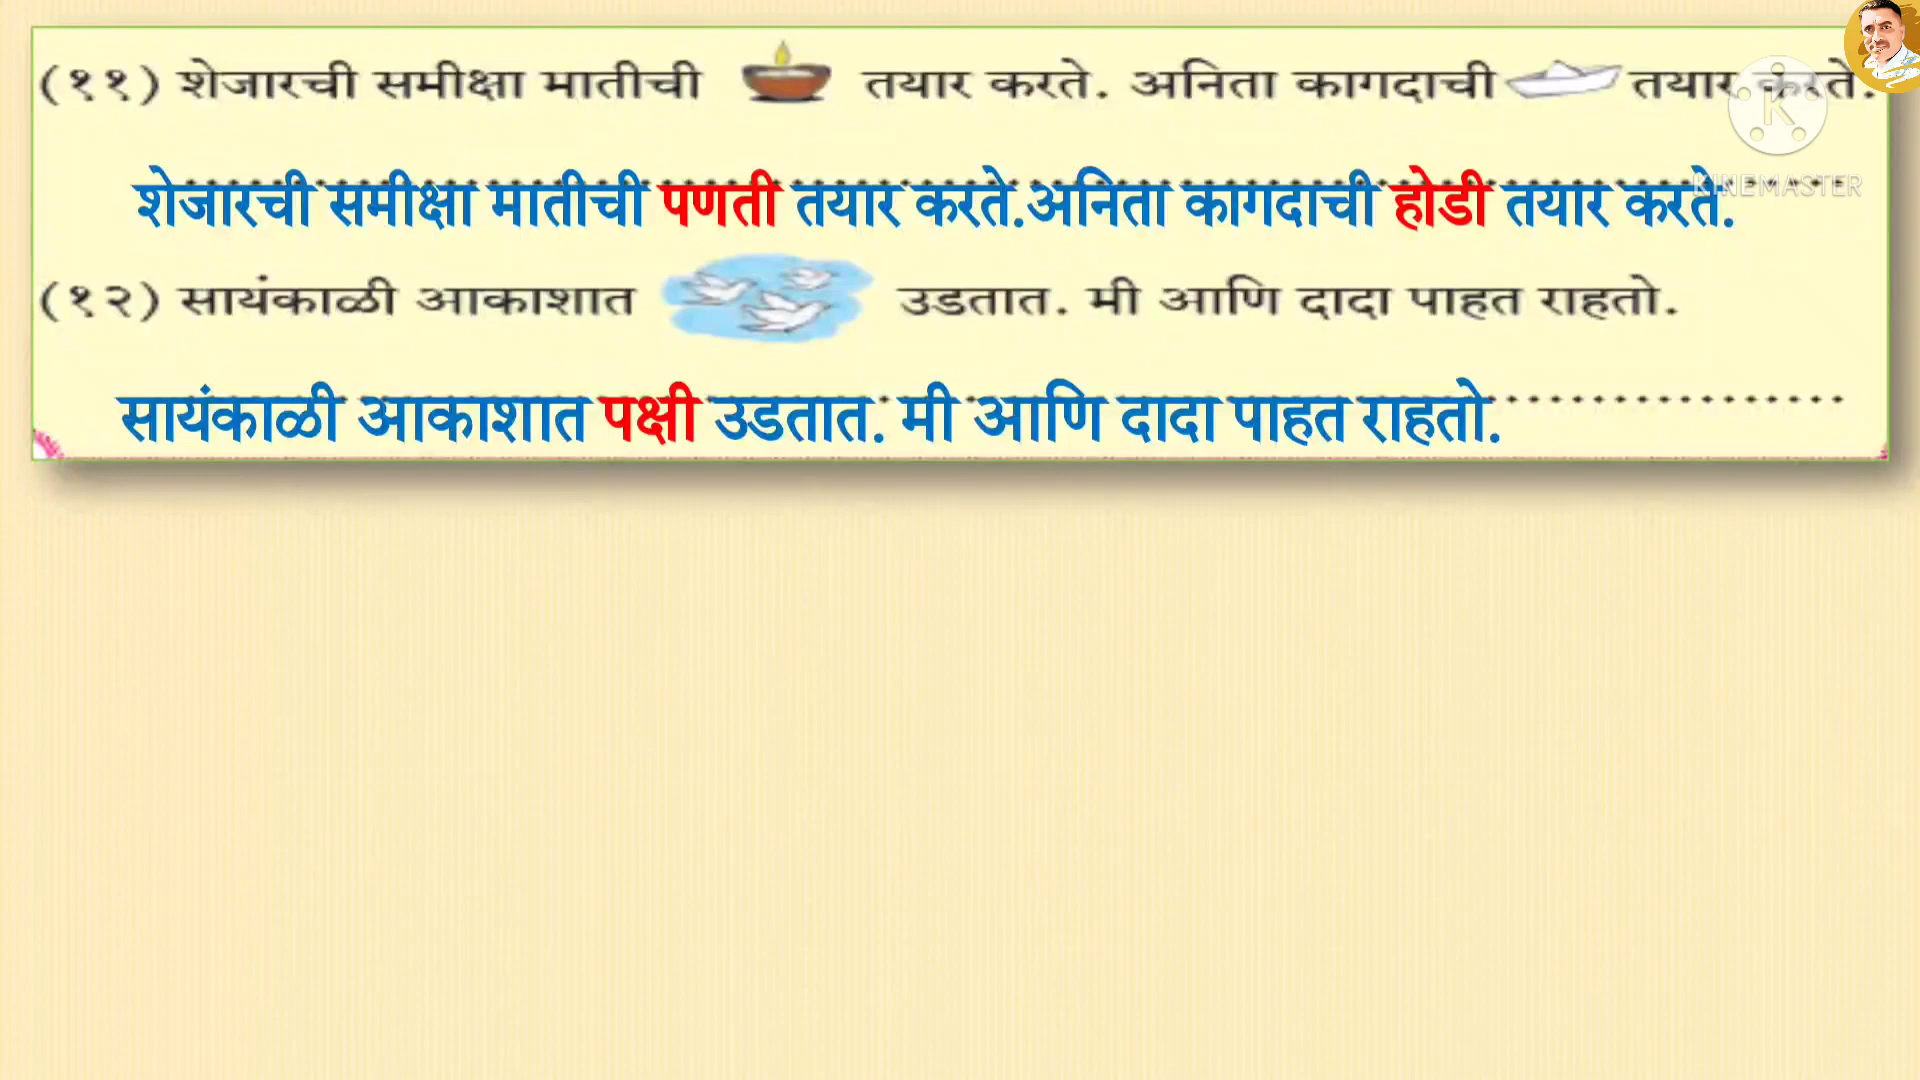 (११) शेजारची समीक्षा मातीची तयार करते. अनिता कागदाची तयार करते.
शेजारची समीक्षा मातीची पणती तयार करते.अनिता कागदाची होडी तयार करते.
KINEMASTER
(१२) सायंकाळी आकाशात उडतात. मी आणि दादा पाहत राहतो.
सायंकाळी आकाशात पक्षी उडतात. मी आणि दादा पाहत राहतो.